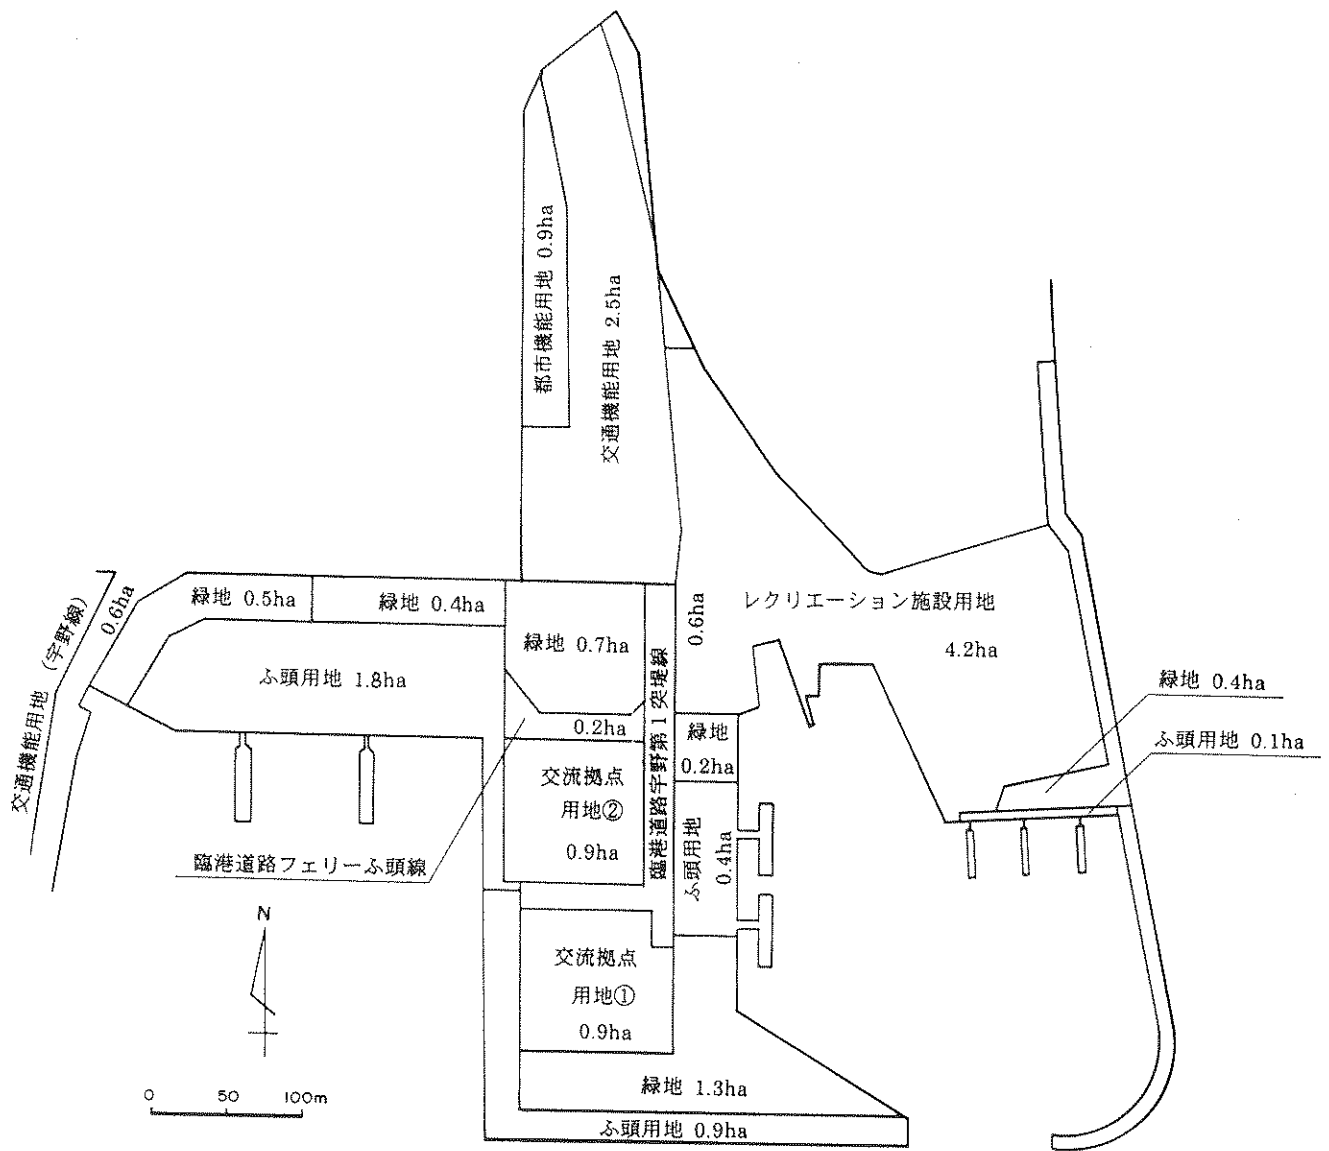 都市機能用地 0.9ha
交通機能用地 2.5ha
交通機能用地 (宇野線)
0.6ha
緑地 0.5ha
緑地 0.4ha
緑地 0.7ha
0.6ha
レクリエーション施設用地
4.2ha
ふ頭用地 1.8ha
緑地 0.4ha
ふ頭用地 0.1ha
0.2ha
臨港道路宇野第1突堤線
緑地
0.2ha
交流拠点
用地②
0.9ha
ふ頭用地
0.4ha
臨港道路フェリーふ頭線
交流拠点
用地①
0.9ha
緑地 1.3ha
ふ頭用地 0.9ha
N
0 50 100m